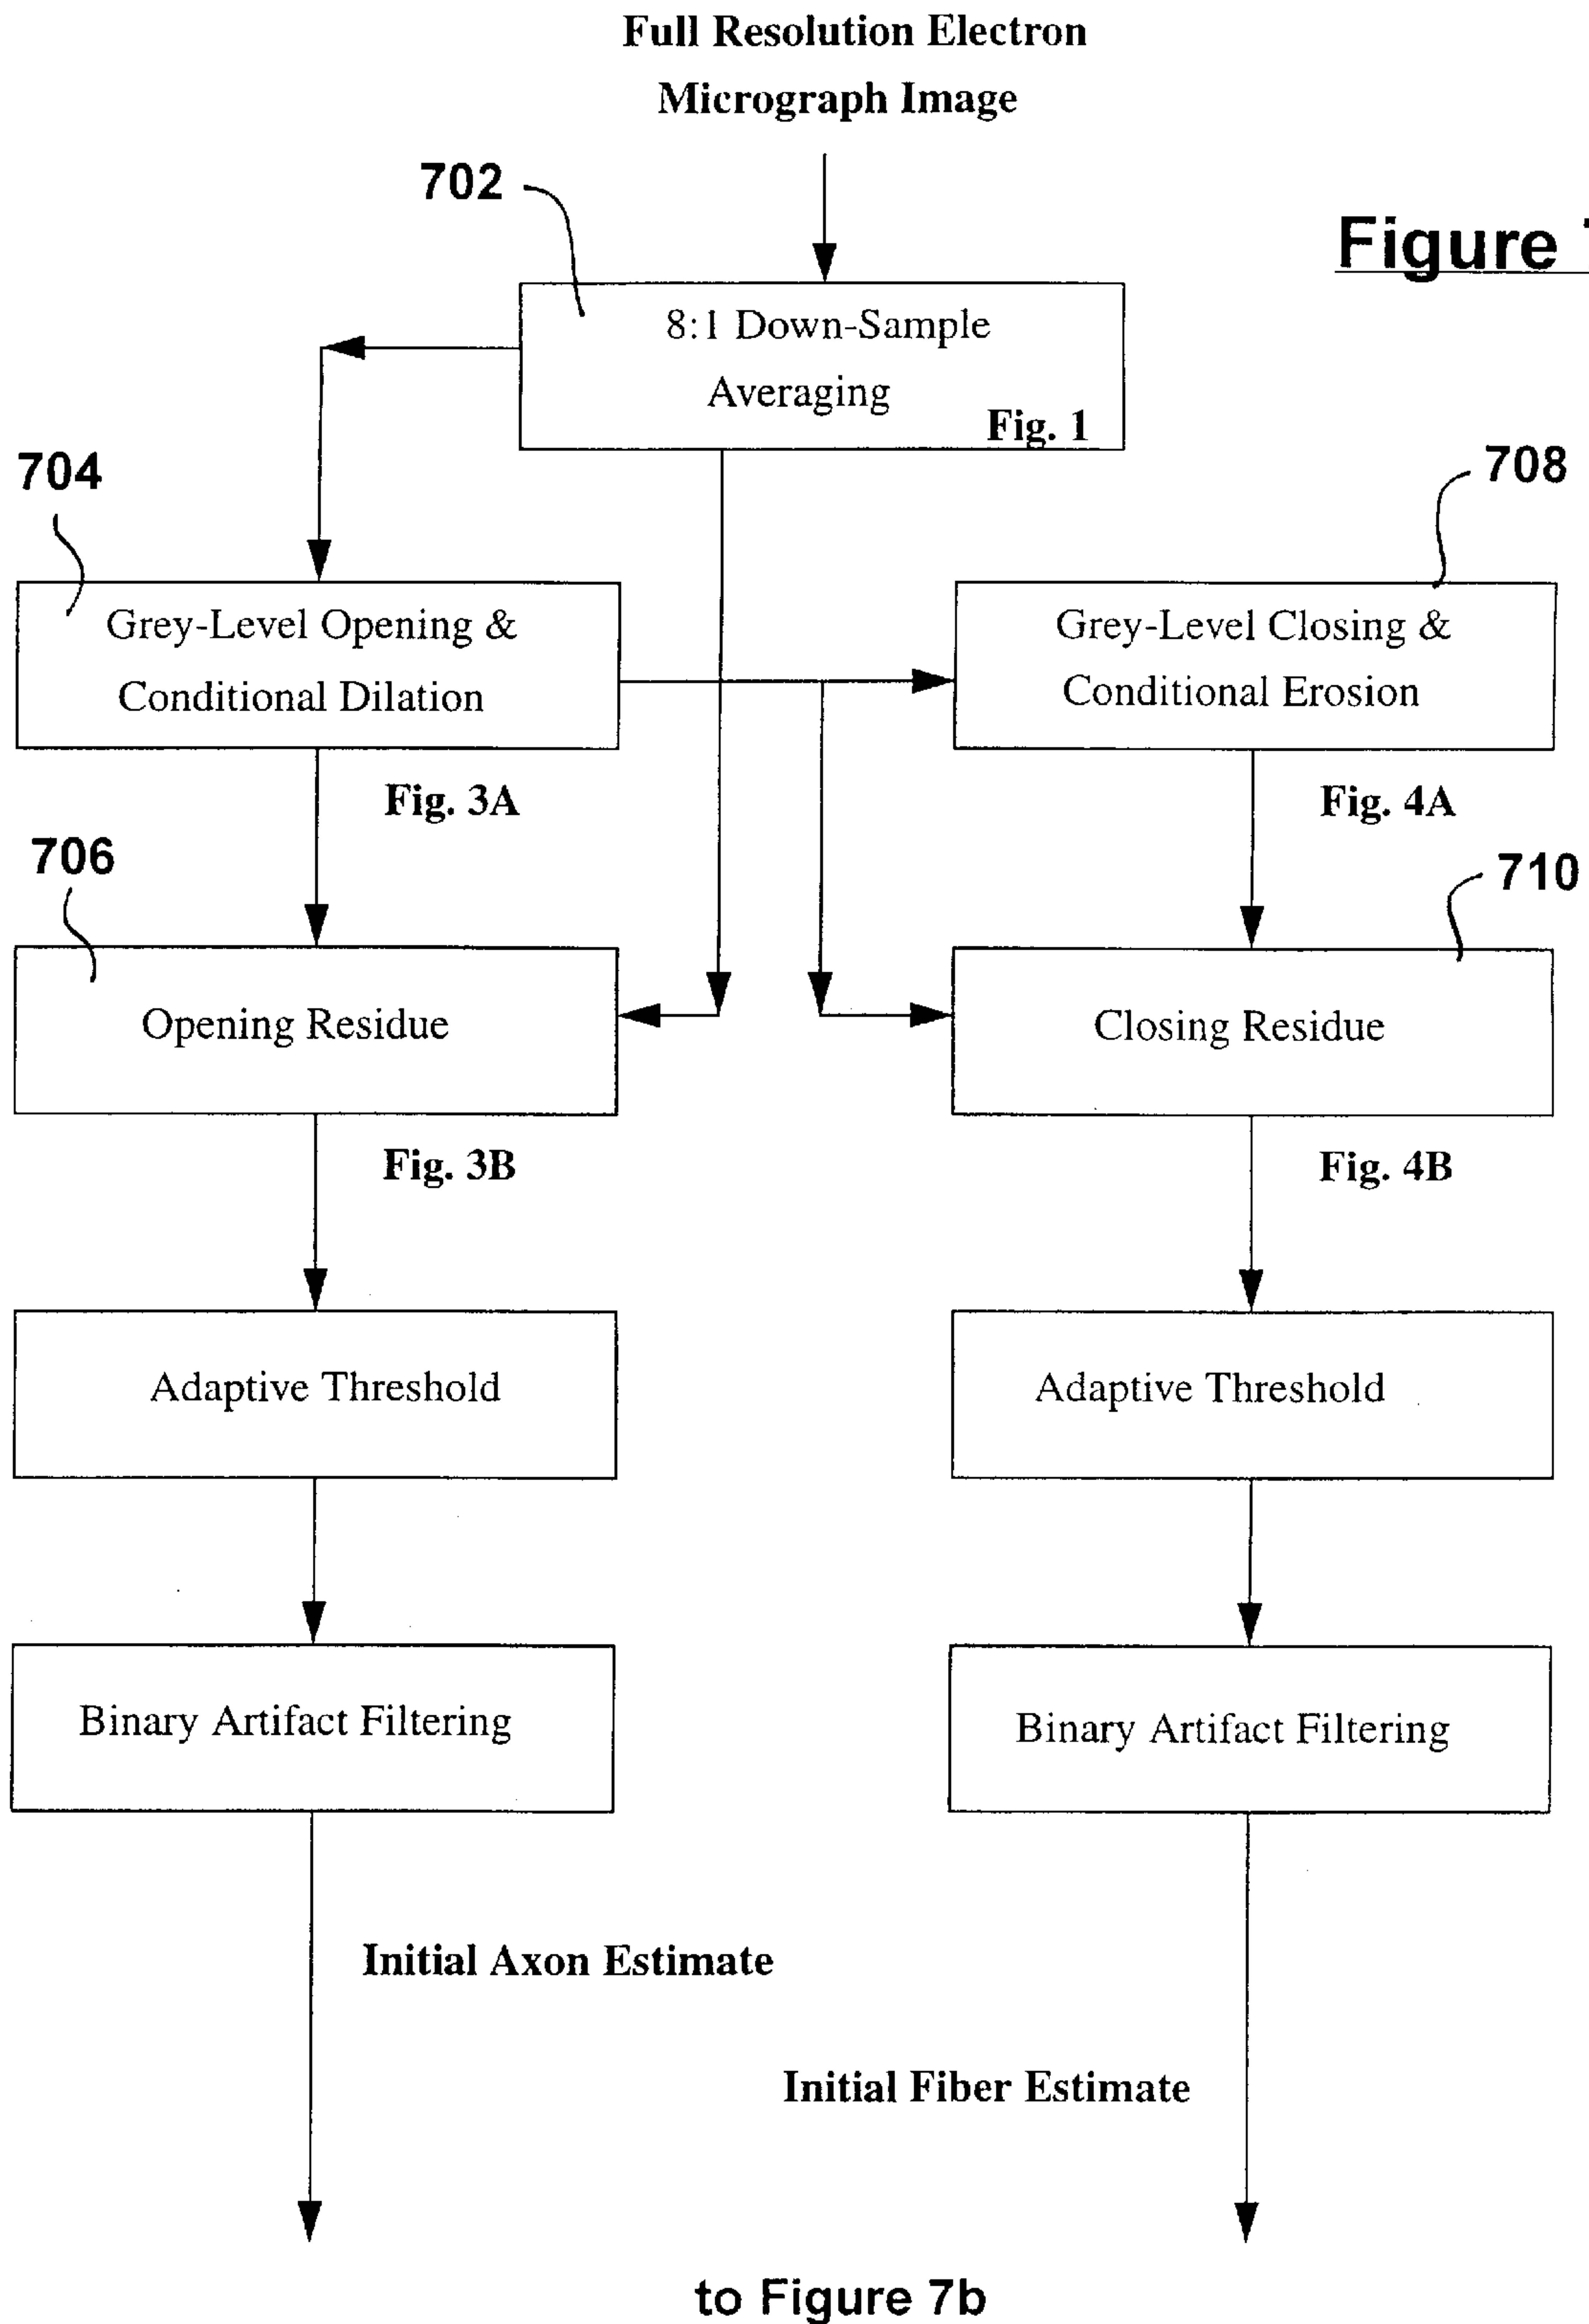 Full Resolution Electron
Micrograph Image
702
Figure
8:1 Down-Sample
Averaging
Fig. 1
704
708
Grey-Level Opening &
Conditional Dilation
Grey-Level Closing &
Conditional Erosion
Fig. 3A
Fig. 4A
706
710
Opening Residue
Closing Residue
Fig. 3B
Fig. 4B
Adaptive Threshold
Adaptive Threshold
Binary Artifact Filtering
Binary Artifact Filtering
Initial Axon Estimate
Initial Fiber Estimate
to Figure 7b